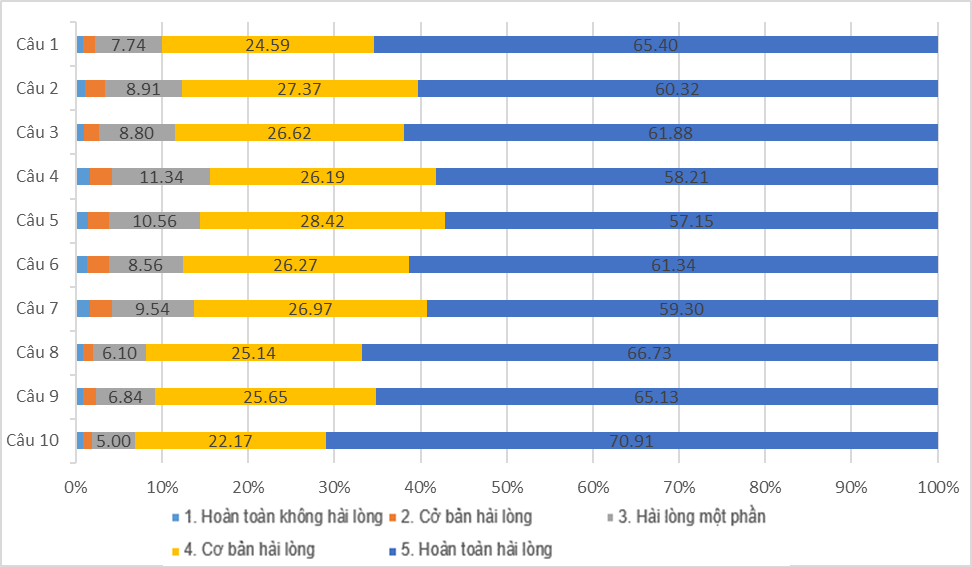 Câu 1 7.74 24.59 65.40
Câu 2 8.91 27.37 60.32
Câu 3 8.80 26.62 61.88
Câu 4 11.34 26.19 58.21
Câu 5 10.56 28.42 57.15
Câu 6 8.56 26.27 61.34
Câu 7 9.54 26.97 59.30
Câu 8 6.10 25.14 66.73
Câu 9 6.84 25.65 65.13
Câu 10 5.00 22.17 70.91
0% 10% 20% 30% 40% 50% 60% 70% 80% 90% 100%
1. Hoàn toàn không hài lòng 2. Cở bản hài lòng 3. Hài lòng một phần
4. Cơ bản hài lòng 5. Hoàn toàn hài lòng